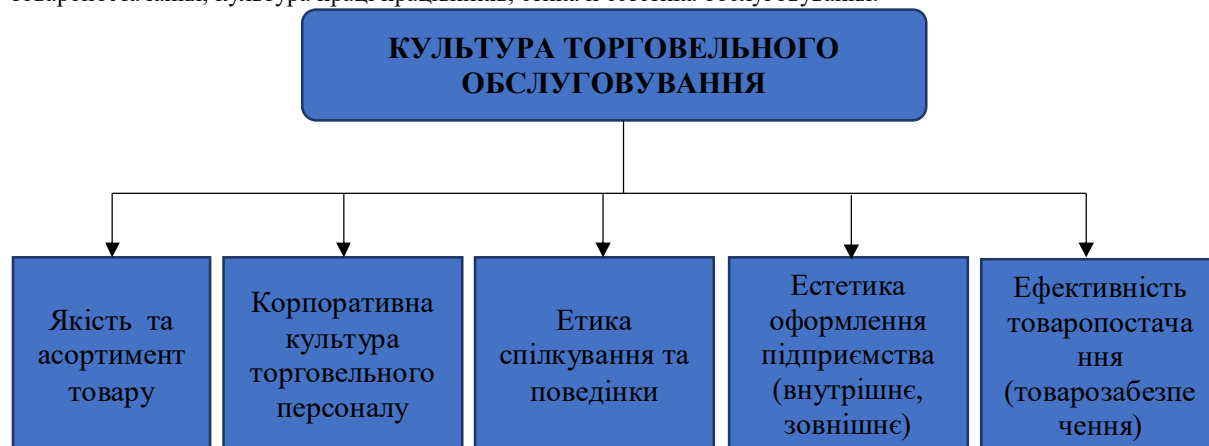 КУЛЬТУРА ТОРГОВЕЛЬНОГО
ОБСЛУГОВУВАННЯ
Якість та
асортимент
товару
Корпоративна
культура
торговельного
персоналу
Етика
спілкування та
поведінки
Естетика
оформлення
підприємства
(внутрішнє,
зовнішнє)
Ефективність
товаропостача
ння
(товарозабезпе
чення)